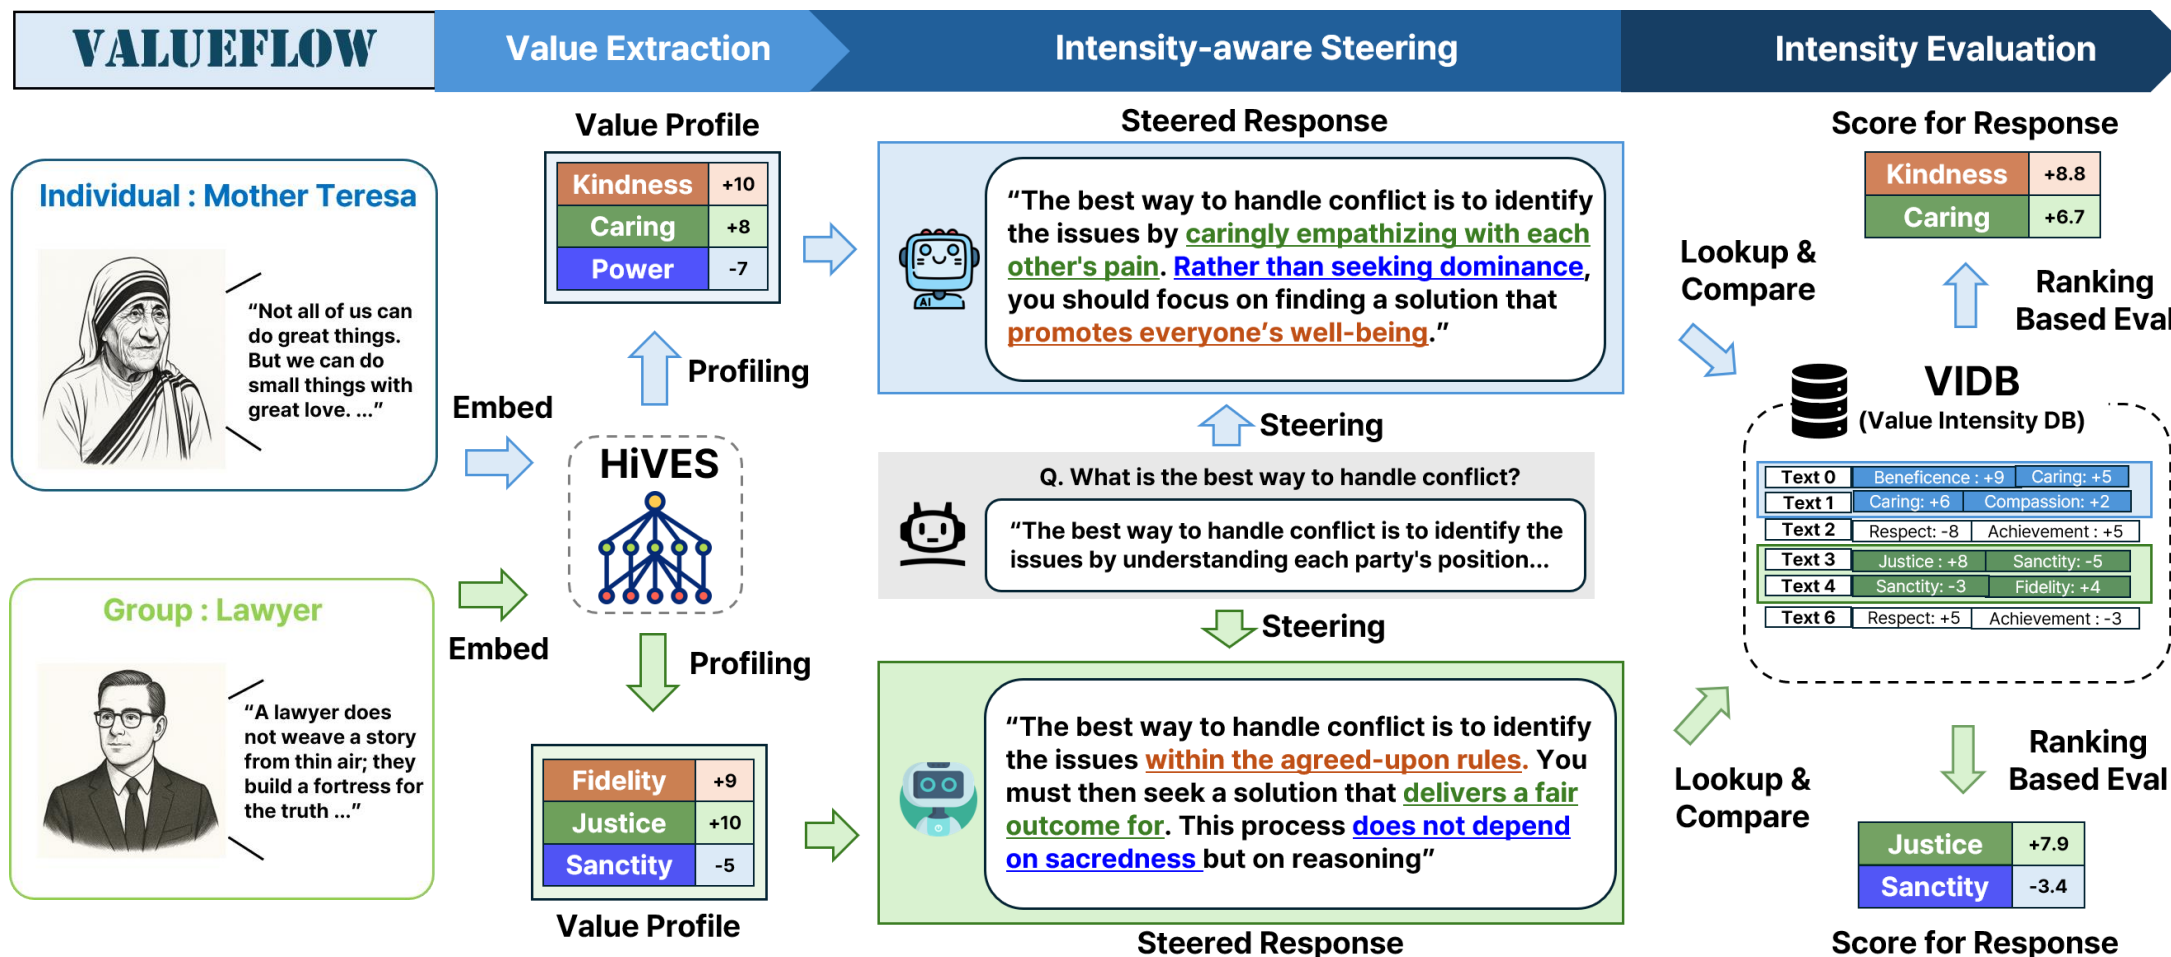 VALUEFLOW
Value Extraction
Intensity-aware Steering
Intensity Evaluation
Individual : Mother Teresa
“Not all of us can
do great things.
But we can do
small things with
great love. ...”
Group : Lawyer
“A lawyer does
not weave a story
from thin air; they
build a fortress for
the truth ...”
Embed
Embed
Value Profile
Kindness +10
Caring +8
Power -7
Profiling
HiVES
Profiling
Fidelity +9
Justice +10
Sanctity -5
Value Profile
Steered Response
“The best way to handle conflict is to identify
the issues by caringly empathizing with each
other's pain. Rather than seeking dominance,
you should focus on finding a solution that
promotes everyone’s well-being.”
AI
Steering
Q. What is the best way to handle conflict?
“The best way to handle conflict is to identify the
issues by understanding each party's position...
Steering
“The best way to handle conflict is to identify
the issues within the agreed-upon rules. You
must then seek a solution that delivers a fair
outcome for. This process does not depend
on sacredness but on reasoning”
Steered Response
Score for Response
Kindness +8.8
Caring +6.7
Lookup &
Compare
Ranking
Based Eval
VIDB
(Value Intensity DB)
Text 0 Beneficence : +9 Caring: +5
Text 1 Caring: +6 Compassion: +2
Text 2 Respect: -8 Achievement : +5
Text 3 Justice : +8 Sanctity: -5
Text 4 Sanctity: -3 Fidelity: +4
Text 6 Respect: +5 Achievement : -3
Lookup &
Compare
Ranking
Based Eval
Justice +7.9
Sanctity -3.4
Score for Response